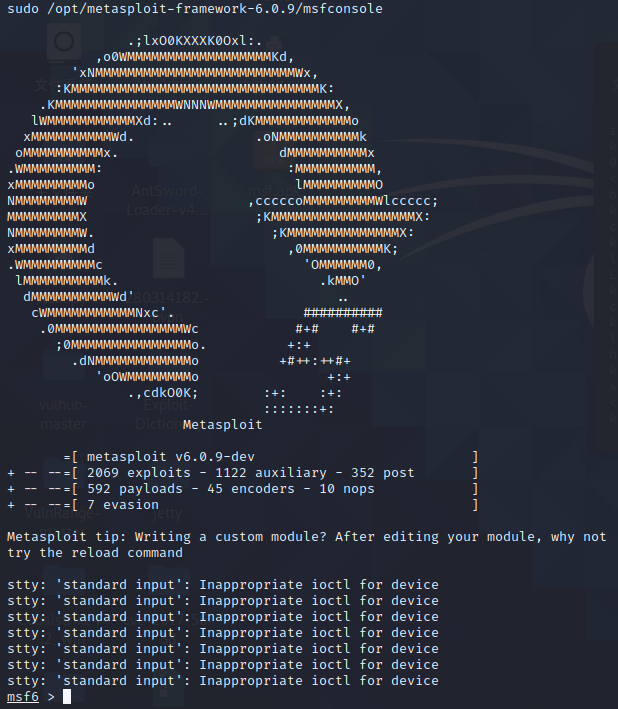 sudo /opt/metasploit-framework-6.0.9/msfconsole
.;lxO0KXXXK0Oxl:.
,o0WMMMMMMMMMMMMMMMMMMKd,
'xNMMMMMMMMMMMMMMMMMMMMMMMMMWx,
:KMMMMMMMMMMMMMMMMMMMMMMMMMMMMMMMK:
.KMMMMMMMMMMMMMMMWNNNWMMMMMMMMMMMMMMMX,
lWMMMMMMMMMMMXd:..     ..;dKMMMMMMMMMMMMo
xMMMMMMMMMMWd.               .oNMMMMMMMMMMk
oMMMMMMMMMMx.                    dMMMMMMMMMMx
.WMMMMMMMMM:                       :MMMMMMMMMM,
xMMMMMMMMMo                         lMMMMMMMMMO
NMMMMMMMMW                    ,cccccoMMMMMMMMMWlccccc;
MMMMMMMMMX                     ;KMMMMMMMMMMMMMMMMMMX:
NMMMMMMMMW.                      ;KMMMMMMMMMMMMMMX:
xMMMMMMMMMd                        ,0MMMMMMMMMMK;
.WMMMMMMMMMc                         'OMMMMMM0,
lMMMMMMMMMMk.                         .kMMO'
dMMMMMMMMMMWd'                         ..
cWMMMMMMMMMMMNxc'.                ##########
.0MMMMMMMMMMMMMMMMWc            #+#    #+#
;0MMMMMMMMMMMMMMMo.          +:+
.dNMMMMMMMMMMMMo          +#++:++#+
'oOWMMMMMMMMo                +:+
.,cdkO0K;        :+:    :+:
:::::::+:
Metasploit
=[ metasploit v6.0.9-dev                          ]
+ -- --=[ 2069 exploits - 1122 auxiliary - 352 post       ]
+ -- --=[ 592 payloads - 45 encoders - 10 nops            ]
+ -- --=[ 7 evasion                                       ]
Metasploit tip: Writing a custom module? After editing your module, why not
try the reload command
stty: 'standard input': Inappropriate ioctl for device
stty: 'standard input': Inappropriate ioctl for device
stty: 'standard input': Inappropriate ioctl for device
stty: 'standard input': Inappropriate ioctl for device
stty: 'standard input': Inappropriate ioctl for device
stty: 'standard input': Inappropriate ioctl for device
stty: 'standard input': Inappropriate ioctl for device
msf6 >